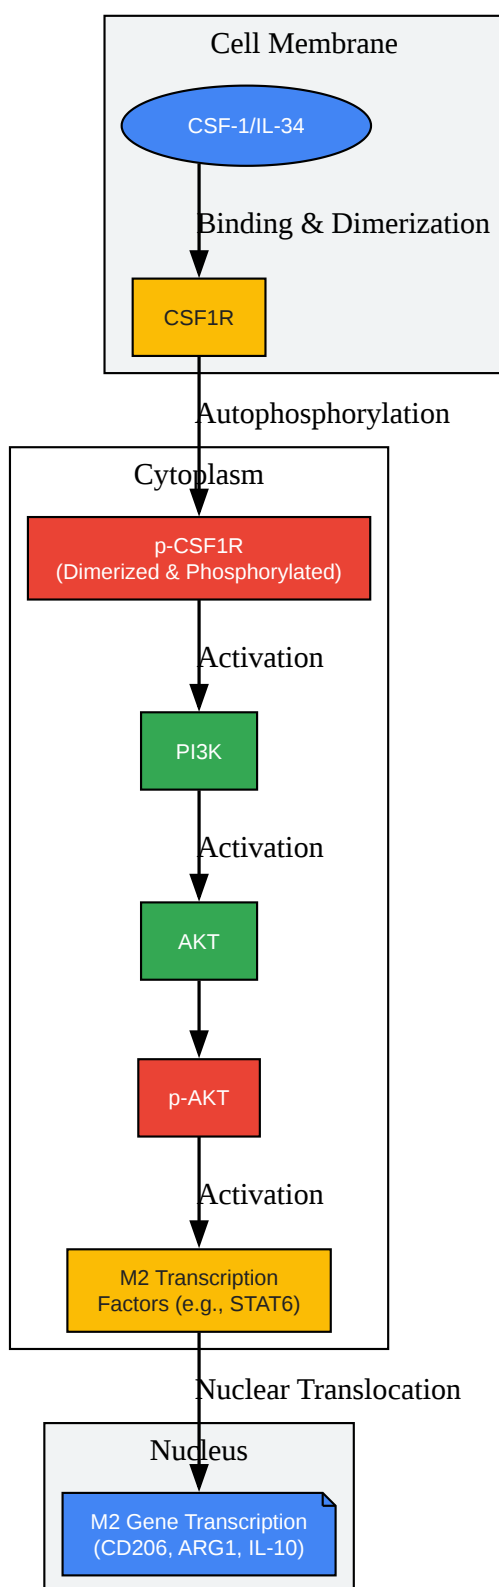 Cell Membrane
CSF-1/IL-34
Binding & Dimerization
CSF1R
Autophosphorylation
Cytoplasm
p-CSF1R
(Dimerized & Phosphorylated)
Activation
PI3K
Activation
AKT
p-AKT
Activation
M2 Transcription
Factors (e.g., STAT6)
Nuclear Translocation
Nucleus
M2 Gene Transcription
(CD206, ARG1, IL-10)